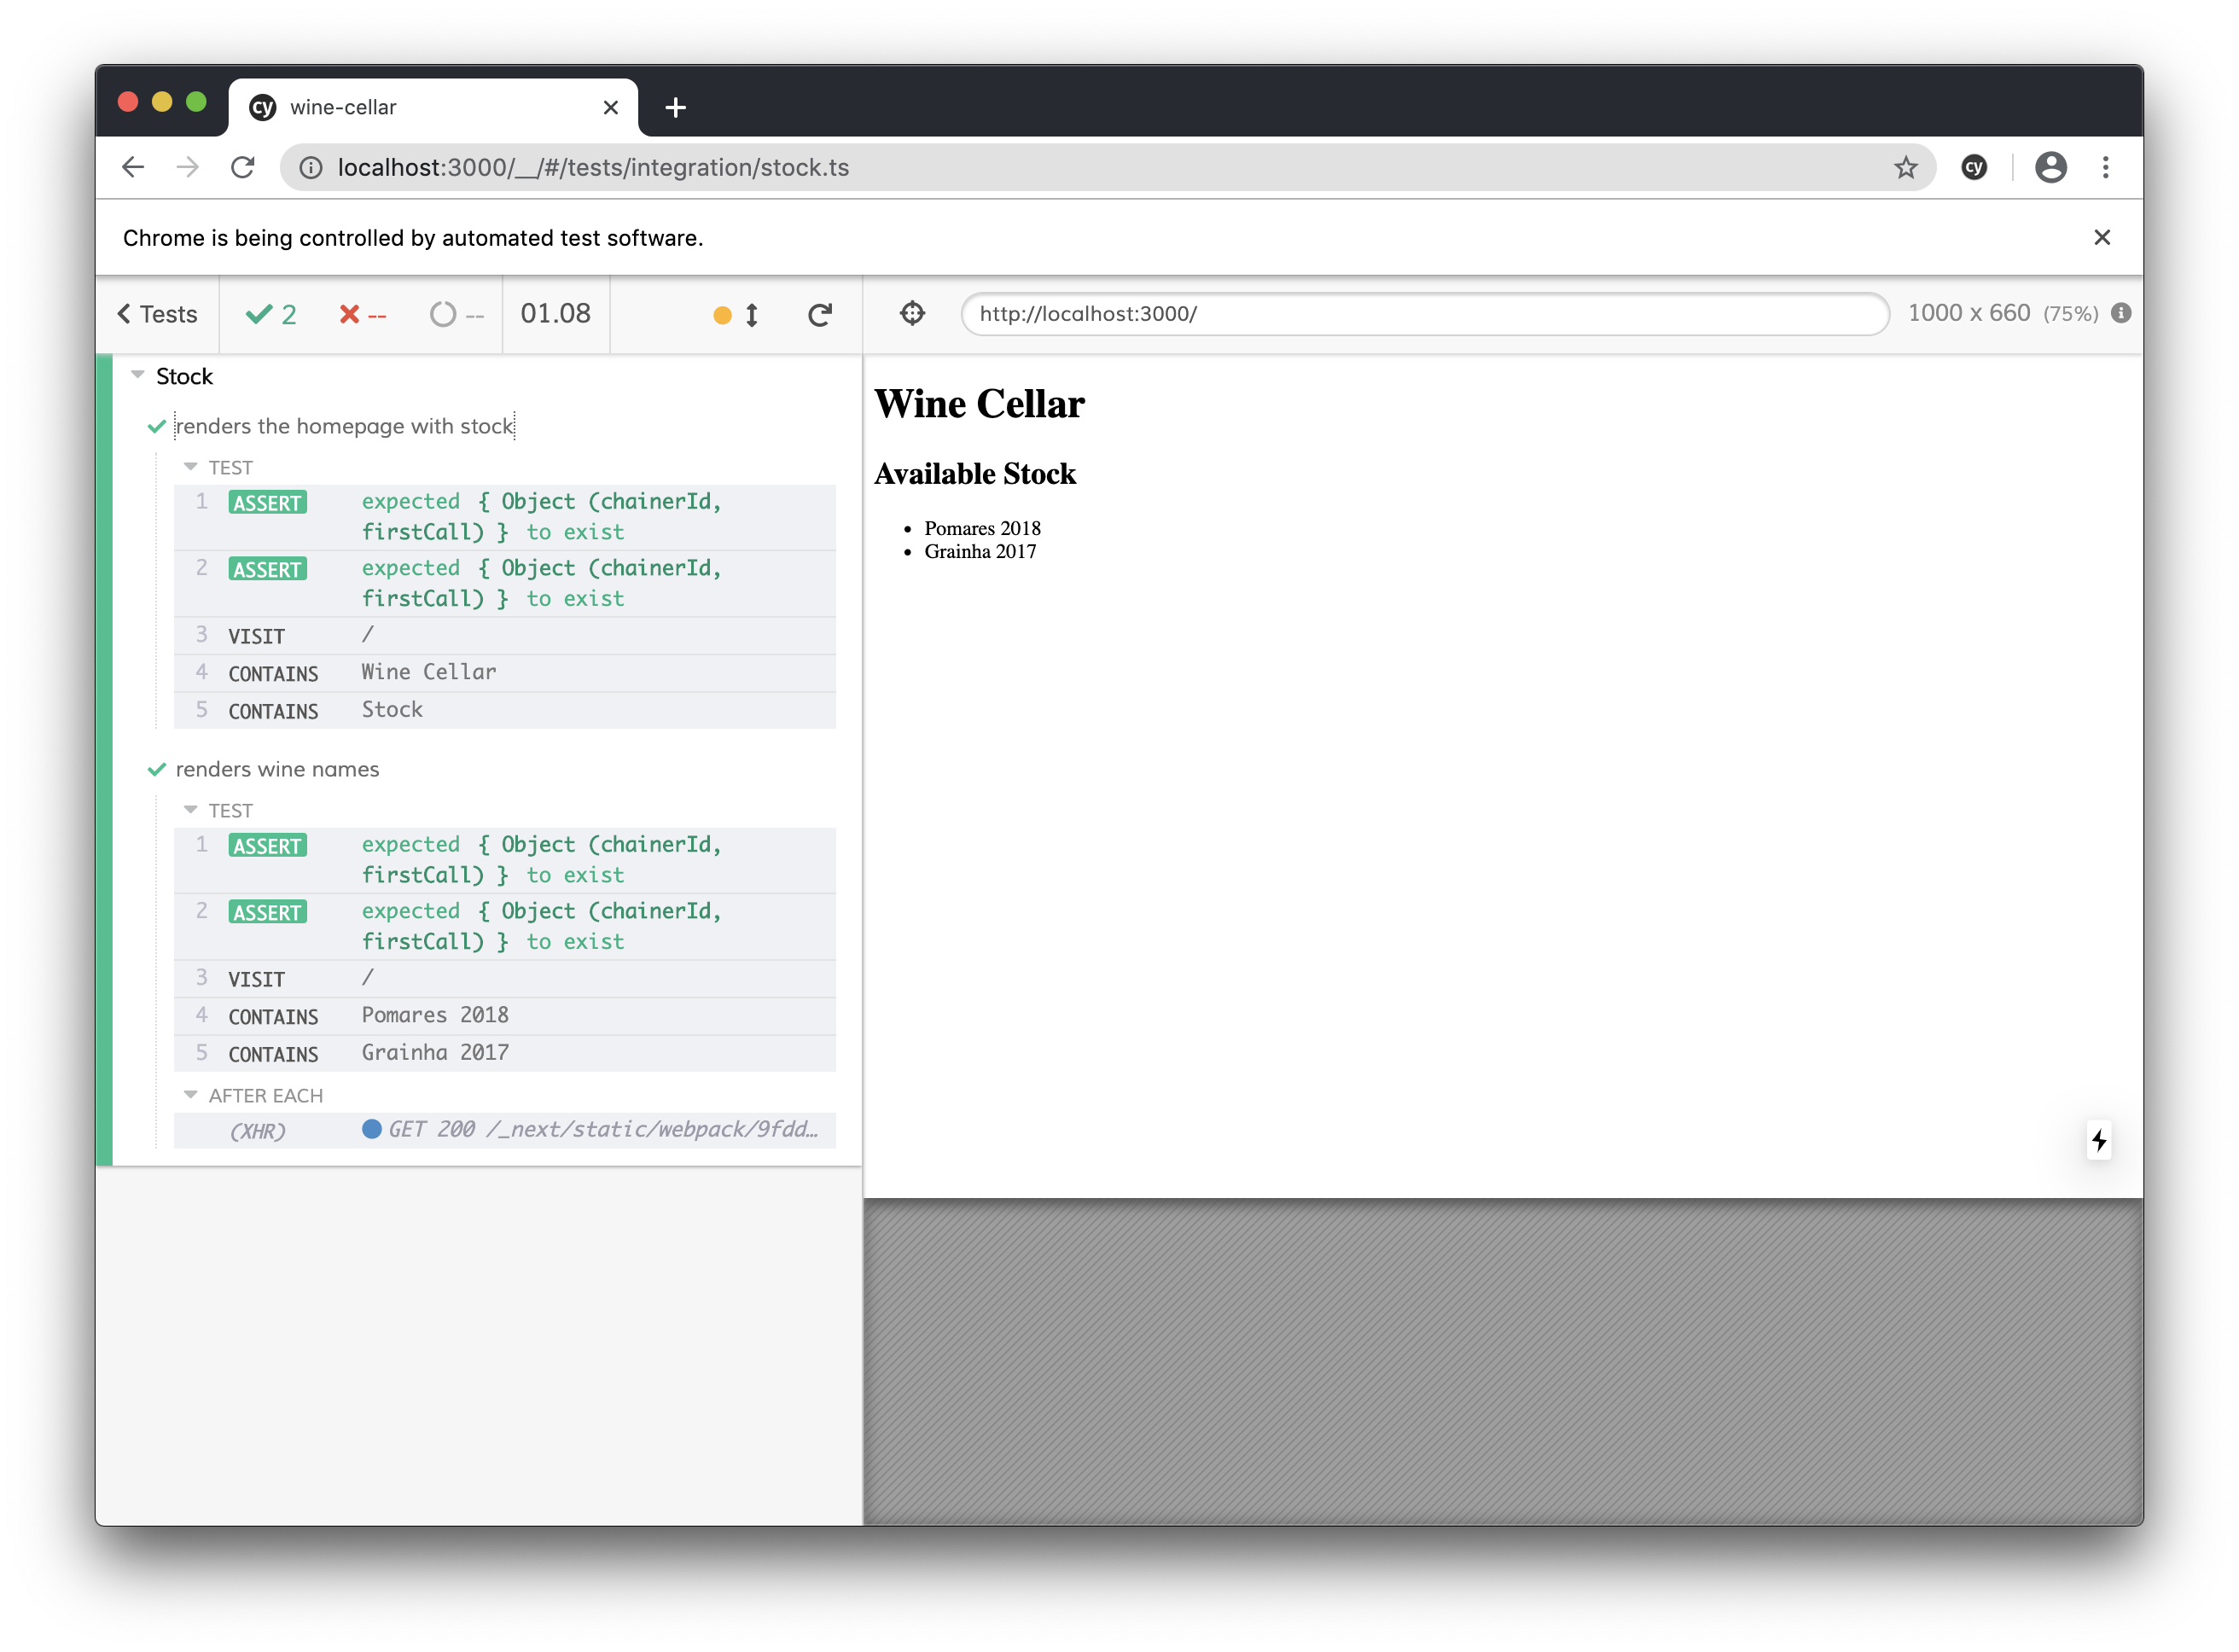 cy wine-cellar
localhost:3000/__/#/tests/integration/stock.ts
cy
Chrome is being controlled by automated test software.
Tests 2 -- -- 01.08
http://localhost:3000/ 1000 x 660 (75%)
Stock
renders the homepage with stock
TEST
1 ASSERT expected { Object (chainerId,
firstCall) } to exist
2 ASSERT expected { Object (chainerId,
firstCall) } to exist
3 VISIT /
4 CONTAINS Wine Cellar
5 CONTAINS Stock
renders wine names
TEST
1 ASSERT expected { Object (chainerId,
firstCall) } to exist
2 ASSERT expected { Object (chainerId,
firstCall) } to exist
3 VISIT /
4 CONTAINS Pomares 2018
5 CONTAINS Grainha 2017
AFTER EACH
(XHR) GET 200 /_next/static/webpack/9fdd…
Wine Cellar
Available Stock
• Pomares 2018
• Grainha 2017